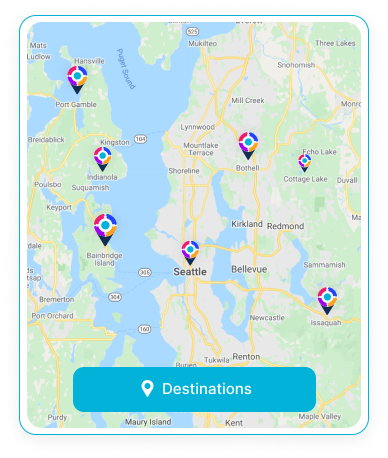 525
Mats
Ludlow
Hansville
Mukilteo
Three Lakes
Puget Sound
Snohomish
Port Gamble
Mill Creek
Lynnwood
Breidablick
Kingston
104
Mountlake
Terrace
Echo Lake
Bothell
Indianola
Shoreline
Cottage Lake
Duvall
Poulsbo
Suquamish
Keyport
Kirkland
Redmond
Bainbridge
Island
Sammamish
305
Seattle
Bellevue
304
Bremerton
Port Orchard
Newcastle
Issaquah
160
Tukwila
Renton
Destinations
Purdy
Maury Island
Kent
Maple Valley